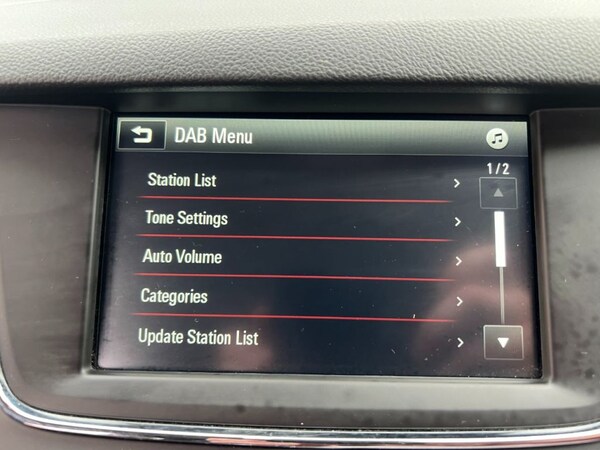 DAB Menu
1/2
Station List
Tone Settings
Auto Volume
Categories
Update Station List